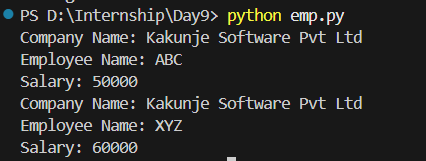 PS D:\Internship\Day9> python emp.py
Company Name: Kakunje Software Pvt Ltd
Employee Name: ABC
Salary: 50000
Company Name: Kakunje Software Pvt Ltd
Employee Name: XYZ
Salary: 60000